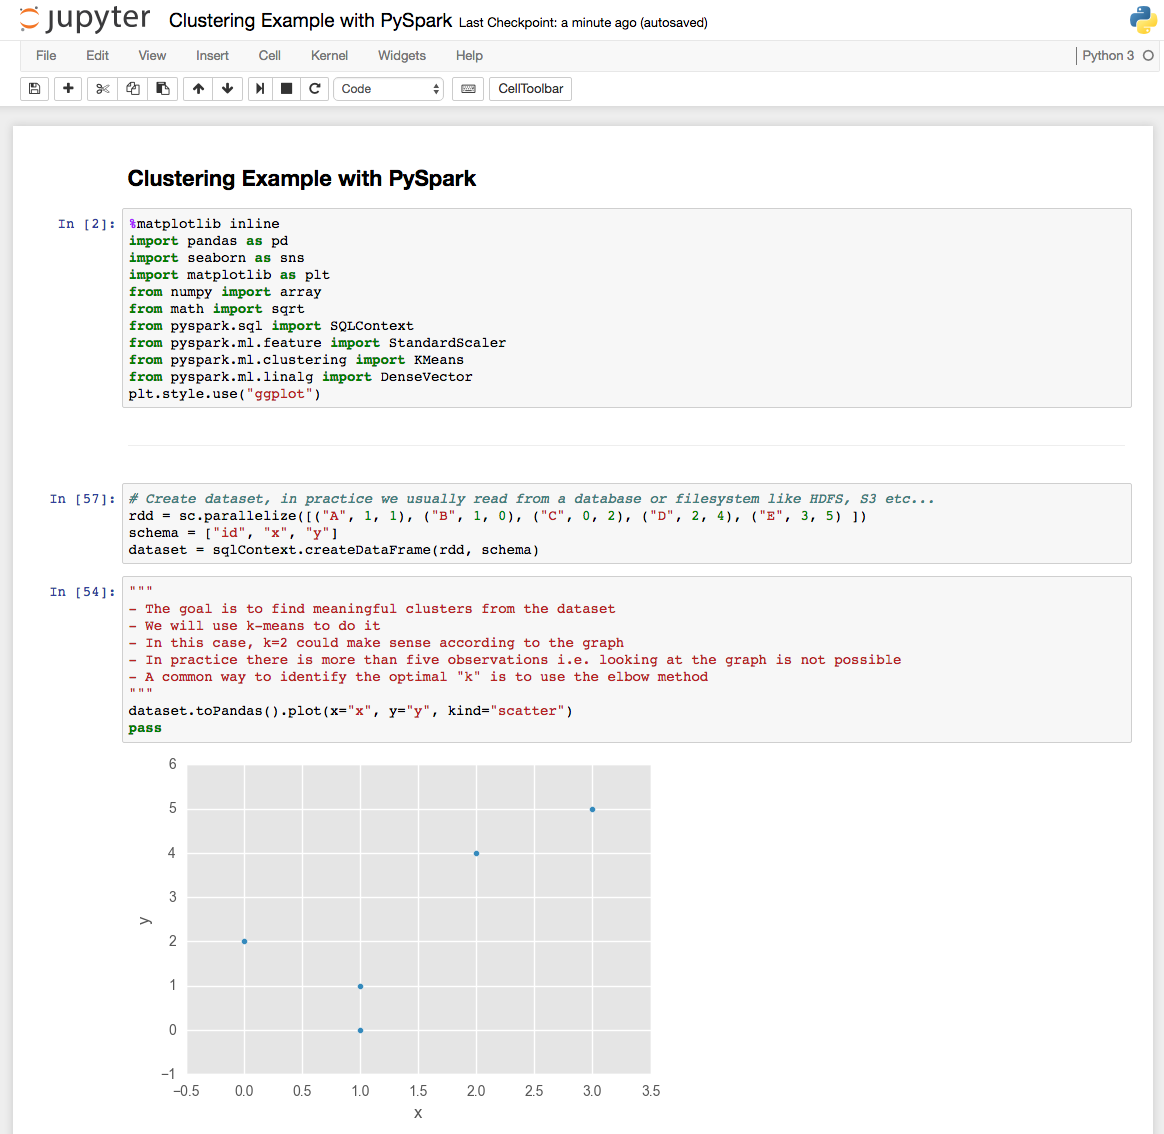 jupyter Clustering Example with PySpark Last Checkpoint: a minute ago (autosaved)
File Edit View Insert Cell Kernel Widgets Help Python 3
Code CellToolbar
Clustering Example with PySpark
In [2]: %matplotlib inline
import pandas as pd
import seaborn as sns
import matplotlib as plt
from numpy import array
from math import sqrt
from pyspark.sql import SQLContext
from pyspark.ml.feature import StandardScaler
from pyspark.ml.clustering import KMeans
from pyspark.ml.linalg import DenseVector
plt.style.use("ggplot")
In [57]: # Create dataset, in practice we usually read from a database or filesystem like HDFS, S3 etc...
rdd = sc.parallelize([("A", 1, 1), ("B", 1, 0), ("C", 0, 2), ("D", 2, 4), ("E", 3, 5) ])
schema = ["id", "x", "y"]
dataset = sqlContext.createDataFrame(rdd, schema)
In [54]: """
- The goal is to find meaningful clusters from the dataset
- We will use k-means to do it
- In this case, k=2 could make sense according to the graph
- In practice there is more than five observations i.e. looking at the graph is not possible
- A common way to identify the optimal "k" is to use the elbow method
"""
dataset.toPandas().plot(x="x", y="y", kind="scatter")
pass
6
5
4
3
y
2
1
0
−1
−0.5 0.0 0.5 1.0 1.5 2.0 2.5 3.0 3.5
x